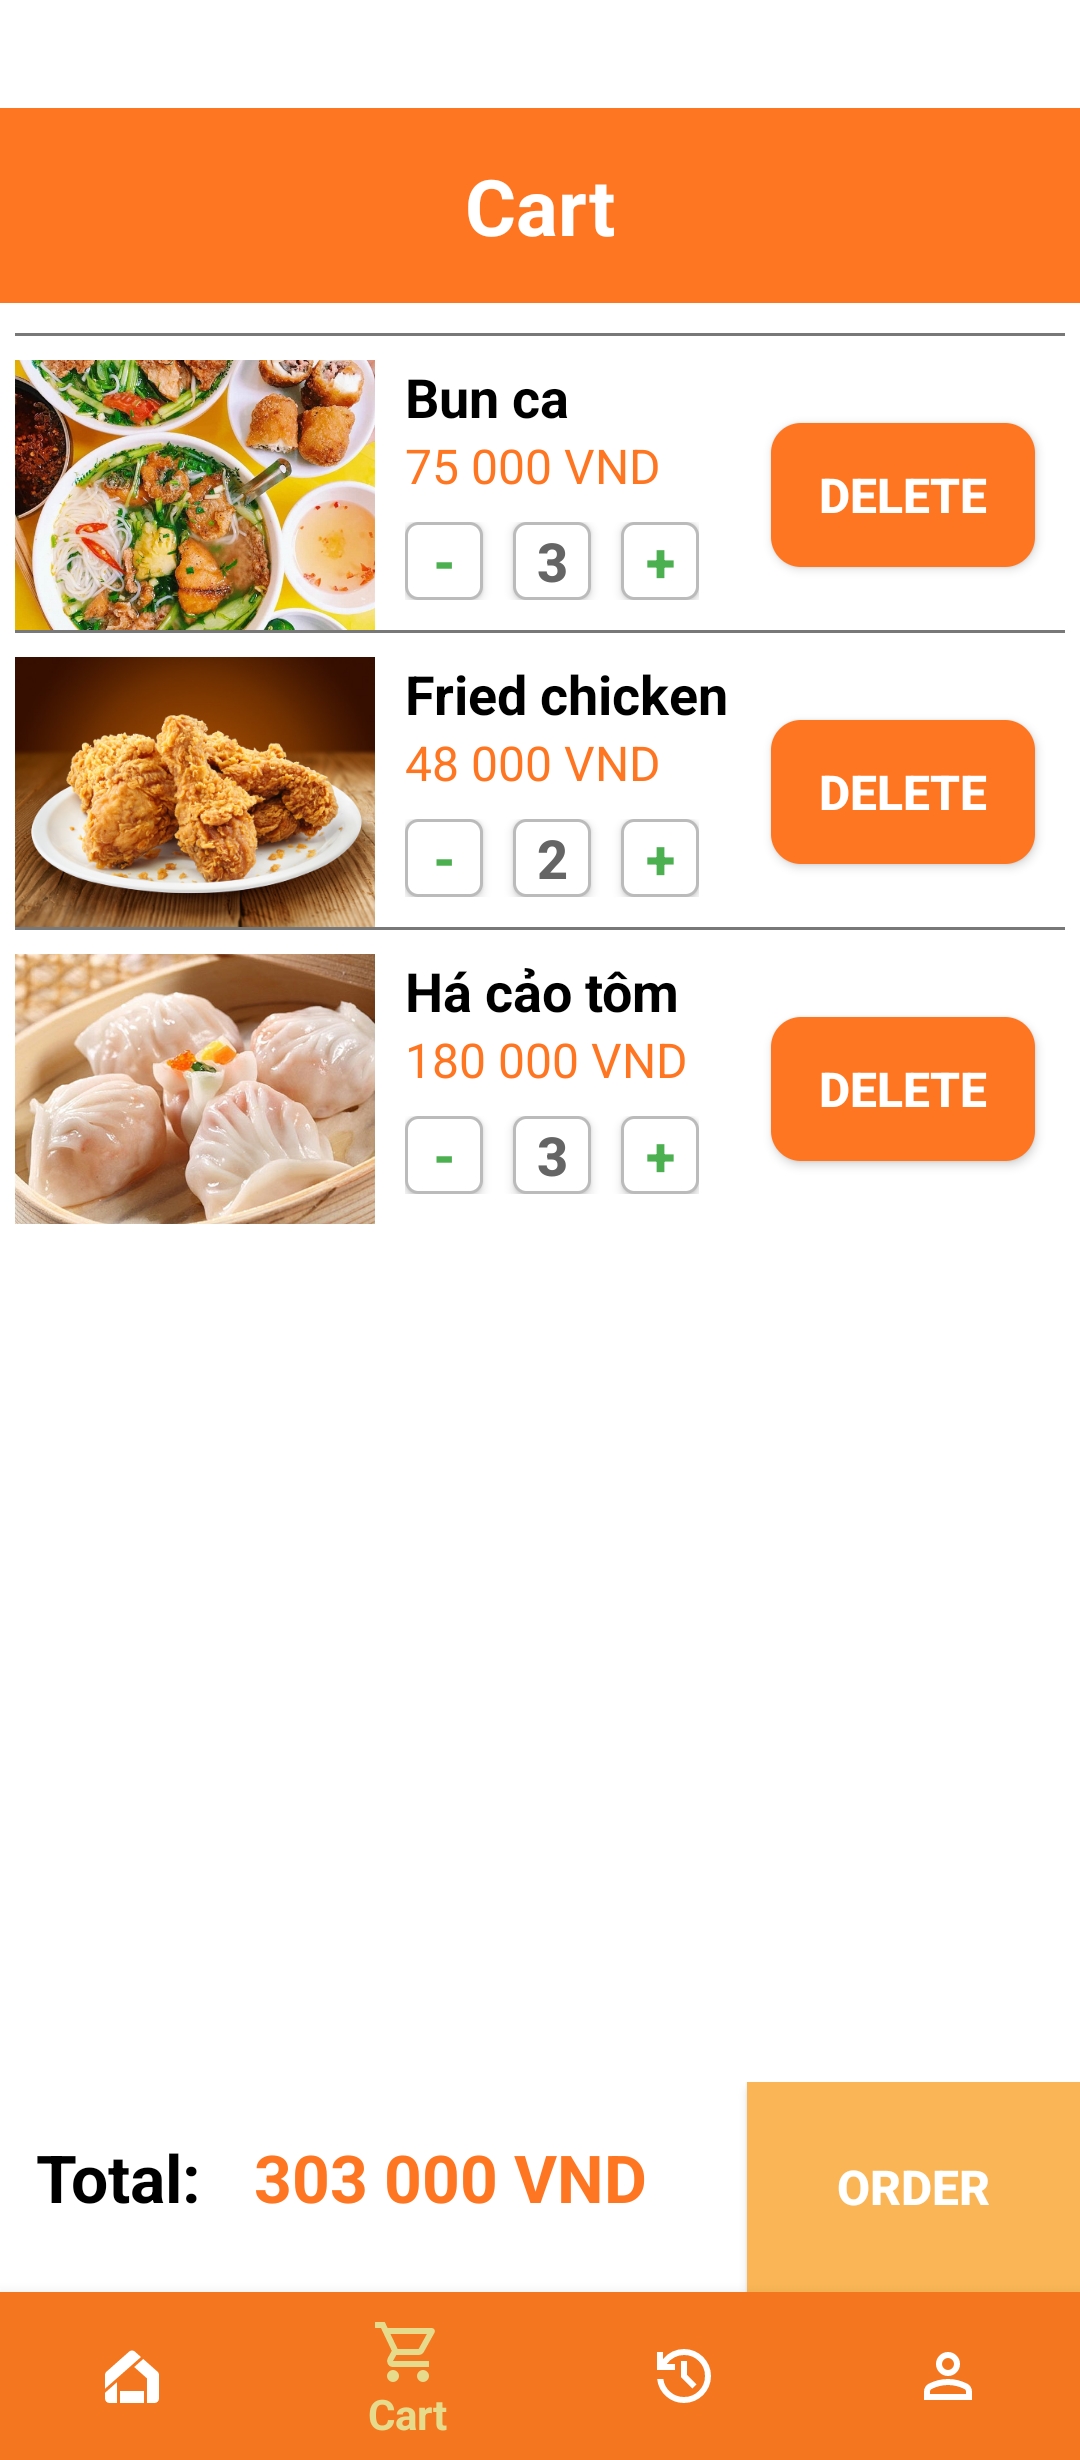 Cart
Bun ca
75 000 VND
- 3 +
DELETE
Fried chicken
48 000 VND
- 2 +
DELETE
Há cảo tôm
180 000 VND
- 3 +
DELETE
Total: 303 000 VND
ORDER
Cart